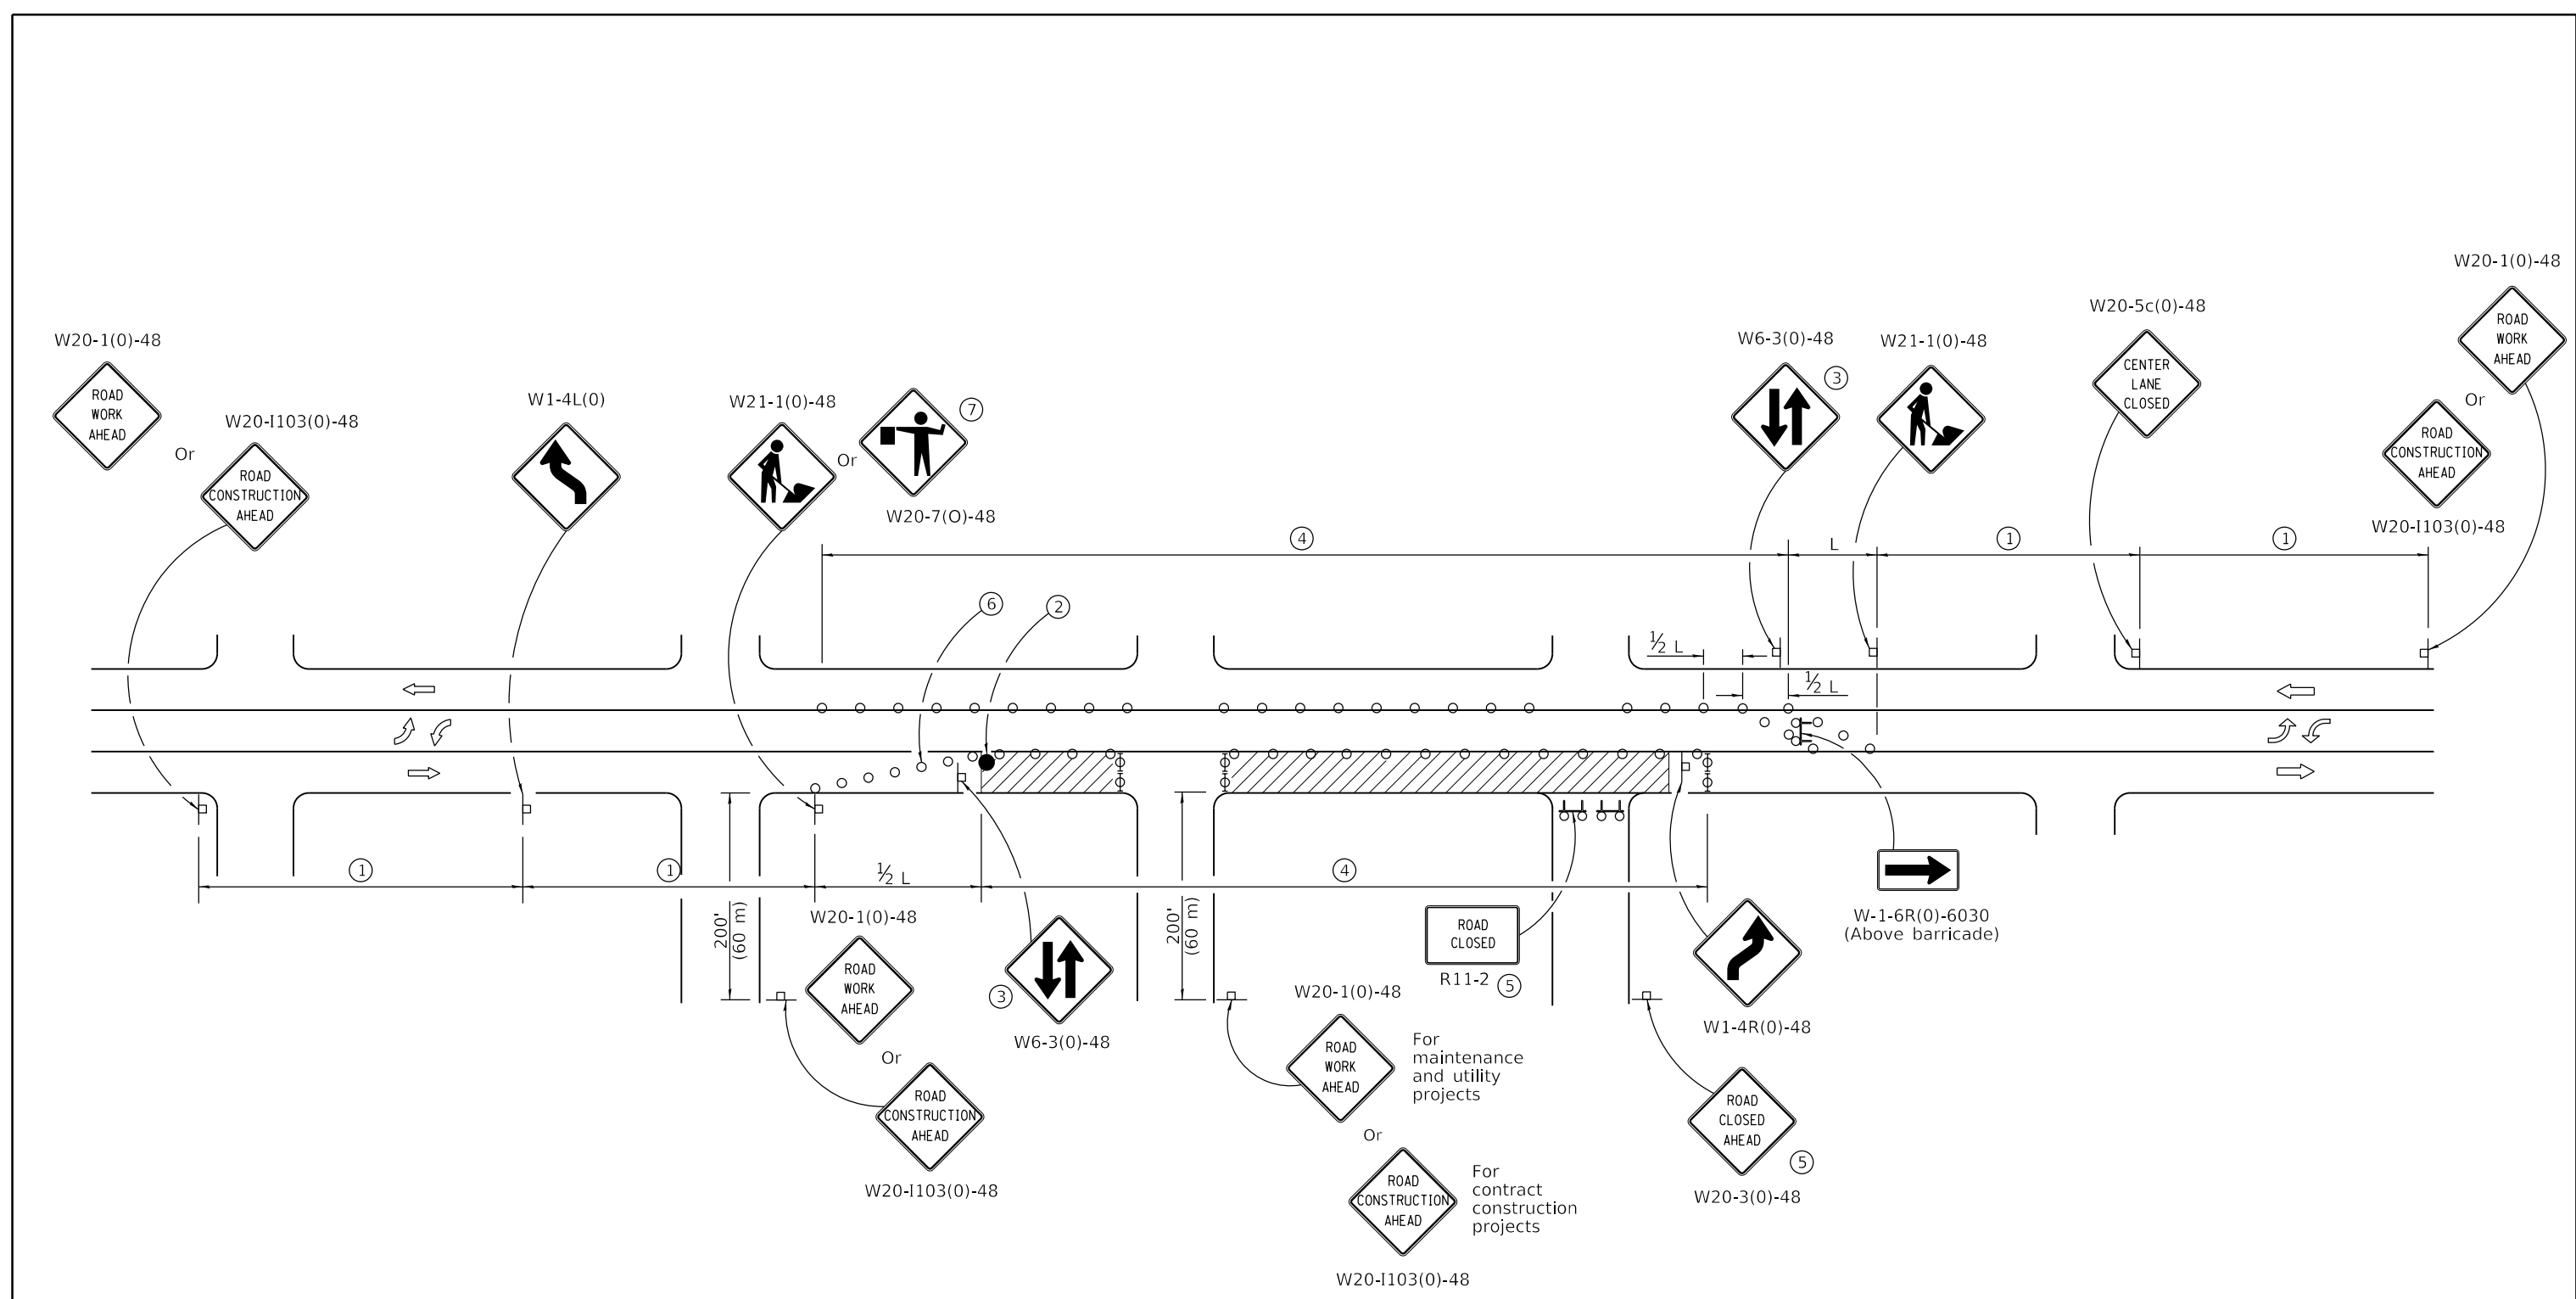 W20-1(0)-48
ROAD
WORK
AHEAD
Or
W20-I103(0)-48
ROAD
CONSTRUCTION
AHEAD
W1-4L(0)
W21-1(0)-48
Or
7
W20-7(O)-48
W6-3(0)-48
3
W21-1(0)-48
W20-5c(0)-48
CENTER
LANE
CLOSED
W20-1(0)-48
ROAD
WORK
AHEAD
Or
ROAD
CONSTRUCTION
AHEAD
W20-I103(0)-48
4
L
1
1
6
2
½ L
½ L
1
1
½ L
4
200'
(60 m)
200'
(60 m)
W20-1(0)-48
ROAD
WORK
AHEAD
Or
ROAD
CONSTRUCTION
AHEAD
W20-I103(0)-48
3
W6-3(0)-48
ROAD
CLOSED
R11-2
5
W20-1(0)-48
ROAD
WORK
AHEAD
For
maintenance
and utility
projects
Or
ROAD
CONSTRUCTION
AHEAD
For
contract
construction
projects
W20-I103(0)-48
W1-4R(0)-48
ROAD
CLOSED
AHEAD
5
W20-3(0)-48
W-1-6R(0)-6030
(Above barricade)